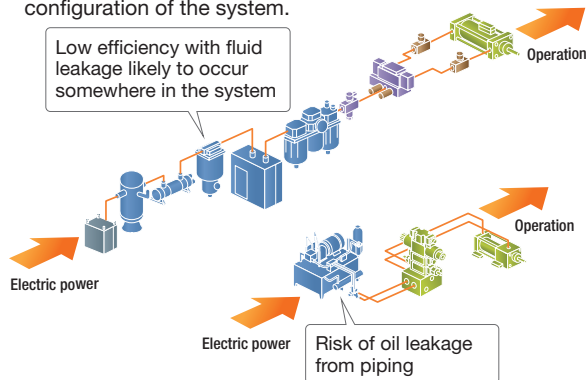 configuration of the system.
Low efficiency with fluid
leakage likely to occur
somewhere in the system
Operation
Electric power
Operation
Electric power
Risk of oil leakage
from piping